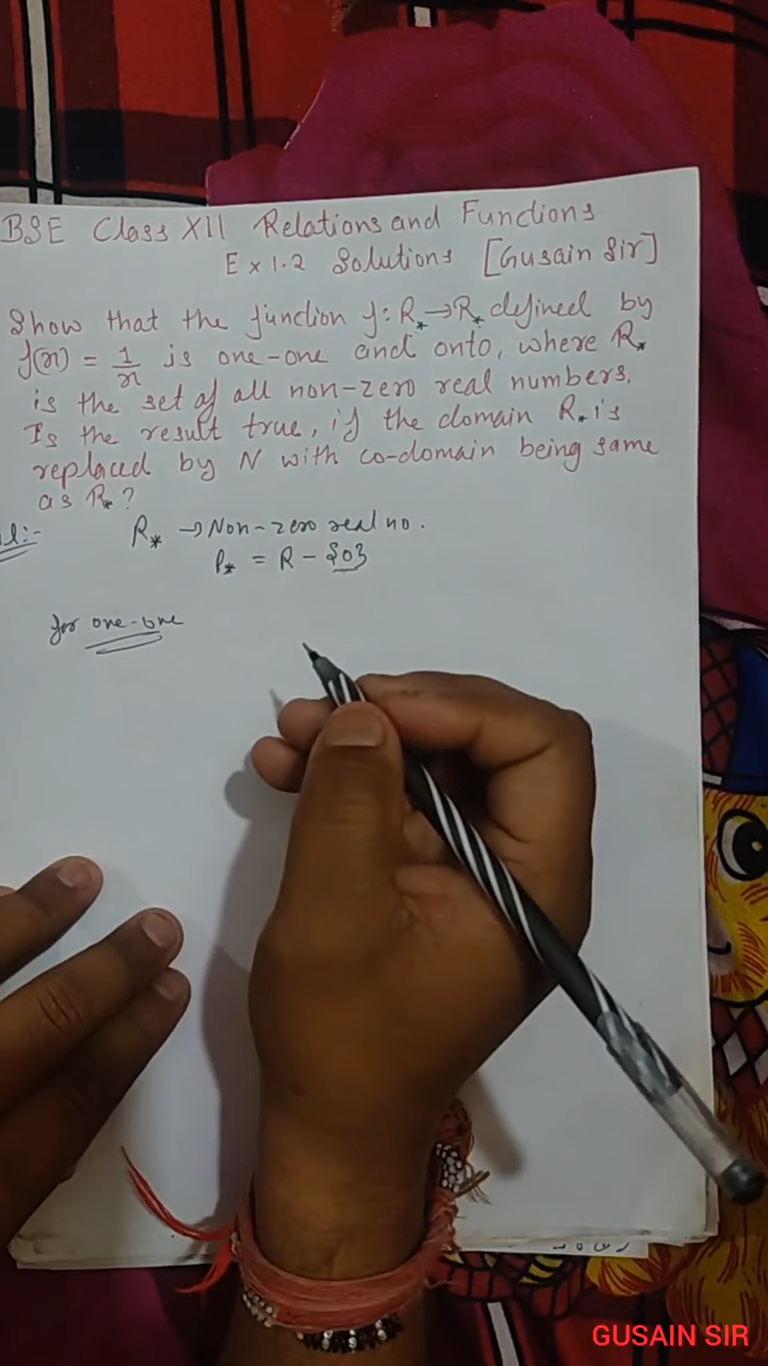 BSE Class XII Relations and Functions
Ex 1.2 Solutions [Gusain Sir]
Show that the function f: R* → R* defined by
f(x) = 1/x is one-one and onto, where R*
is the set of all non-zero real numbers.
Is the result true, if the domain R* is
replaced by N with co-domain being same
as R*?
R* → Non-zero real no.
R* = R - {0}
for one-one
GUSAIN SIR